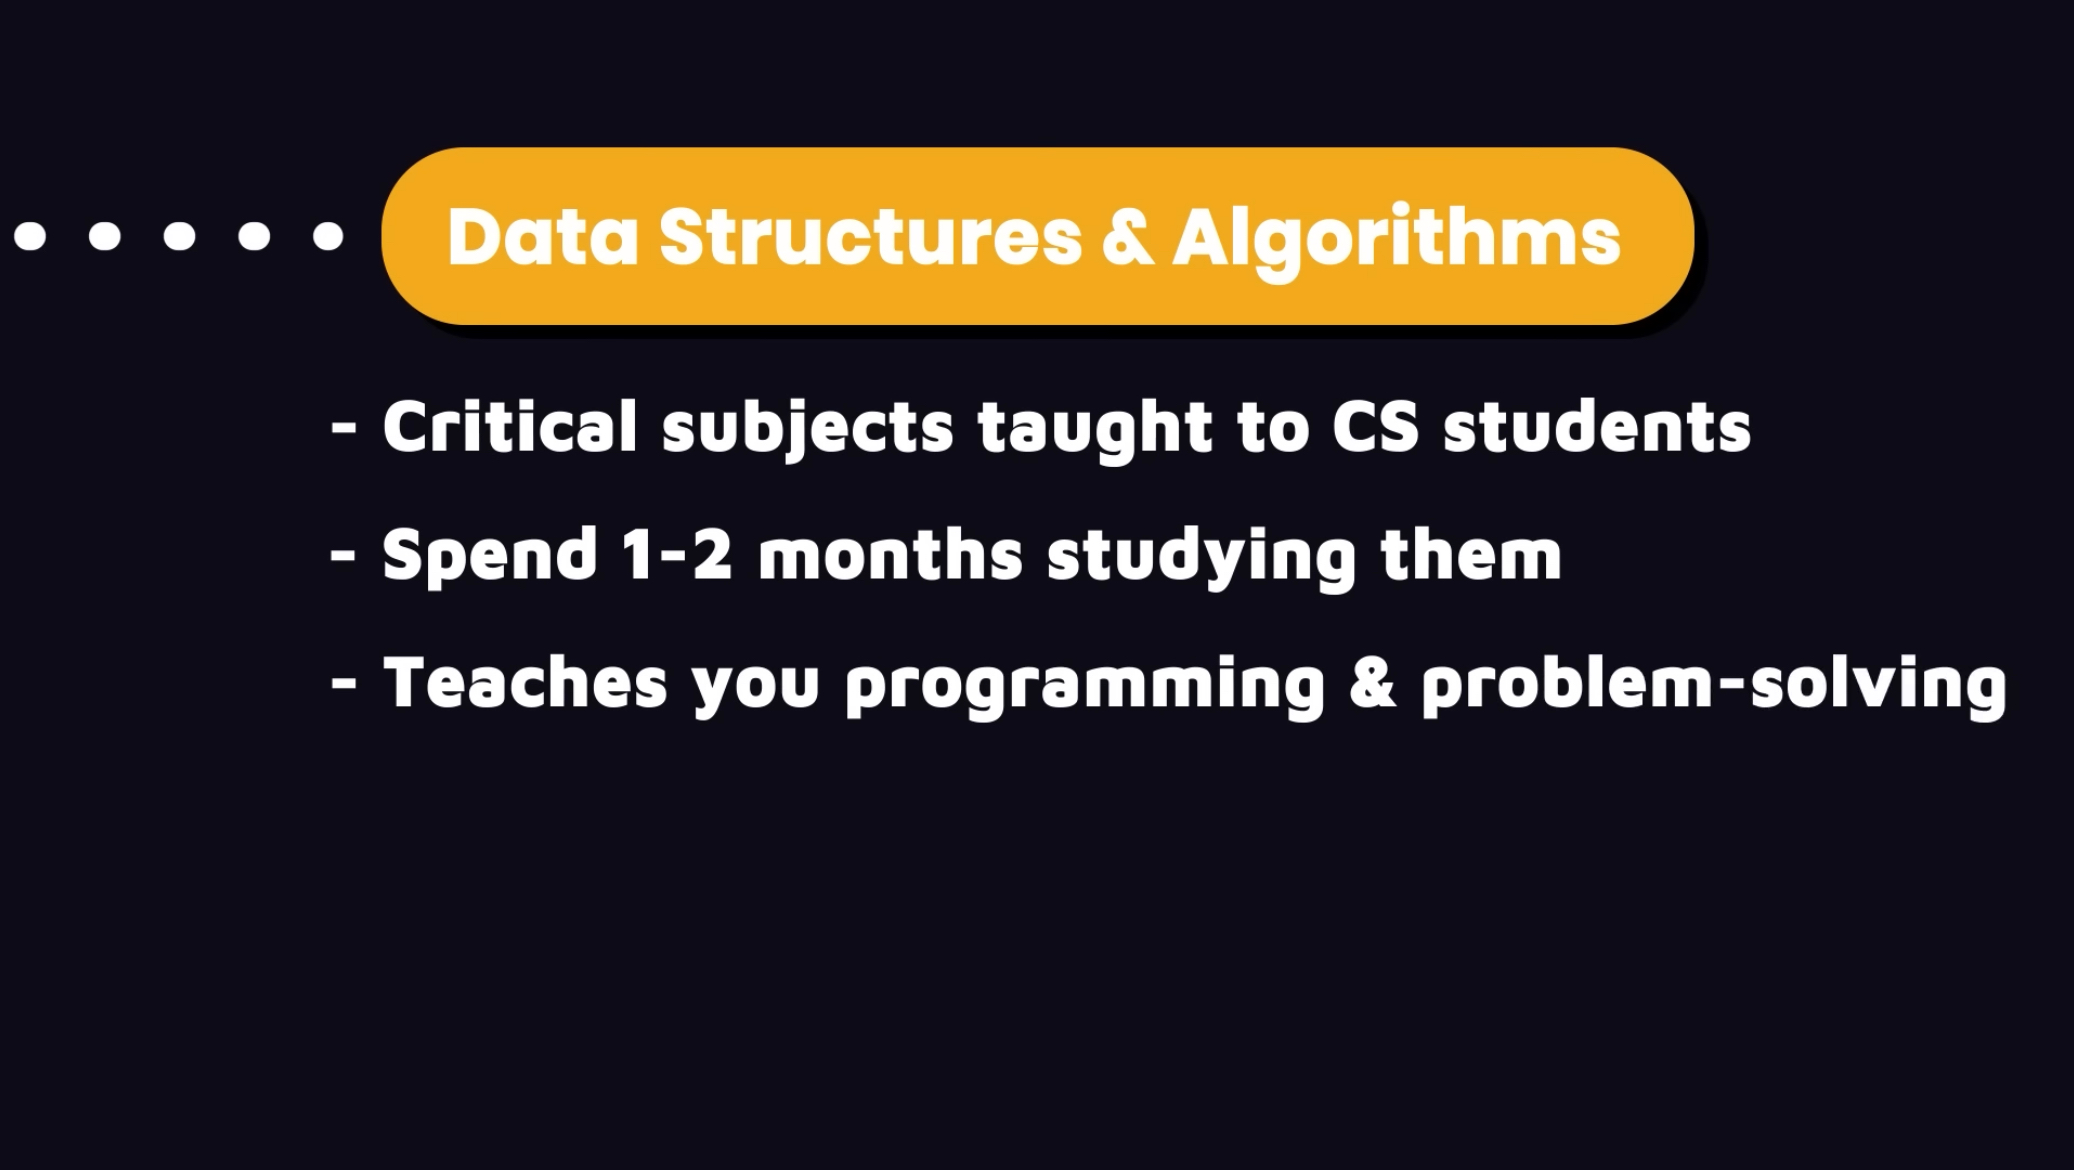 Data Structures & Algorithms
- Critical subjects taught to CS students
- Spend 1-2 months studying them
- Teaches you programming & problem-solving